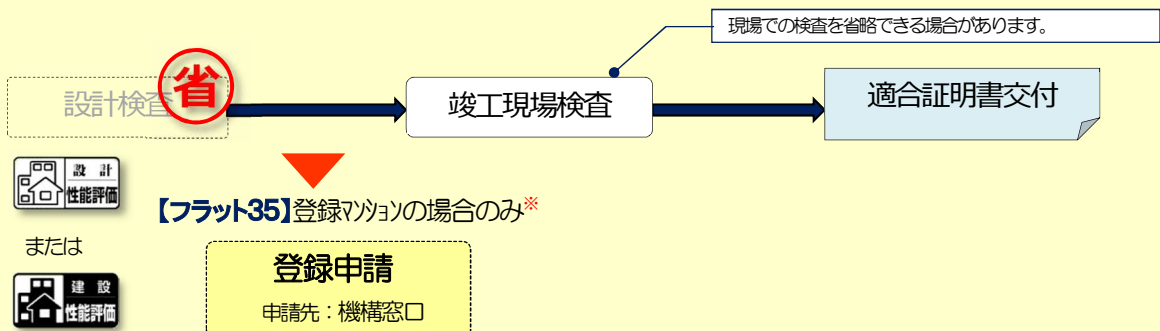 現場での検査を省略できる場合があります。
設計検査
省
竣工現場検査
適合証明書交付
設計
性能評価
【フラット35】登録マンションの場合のみ※
または
登録申請
申請先：機構窓口
建設
性能評価